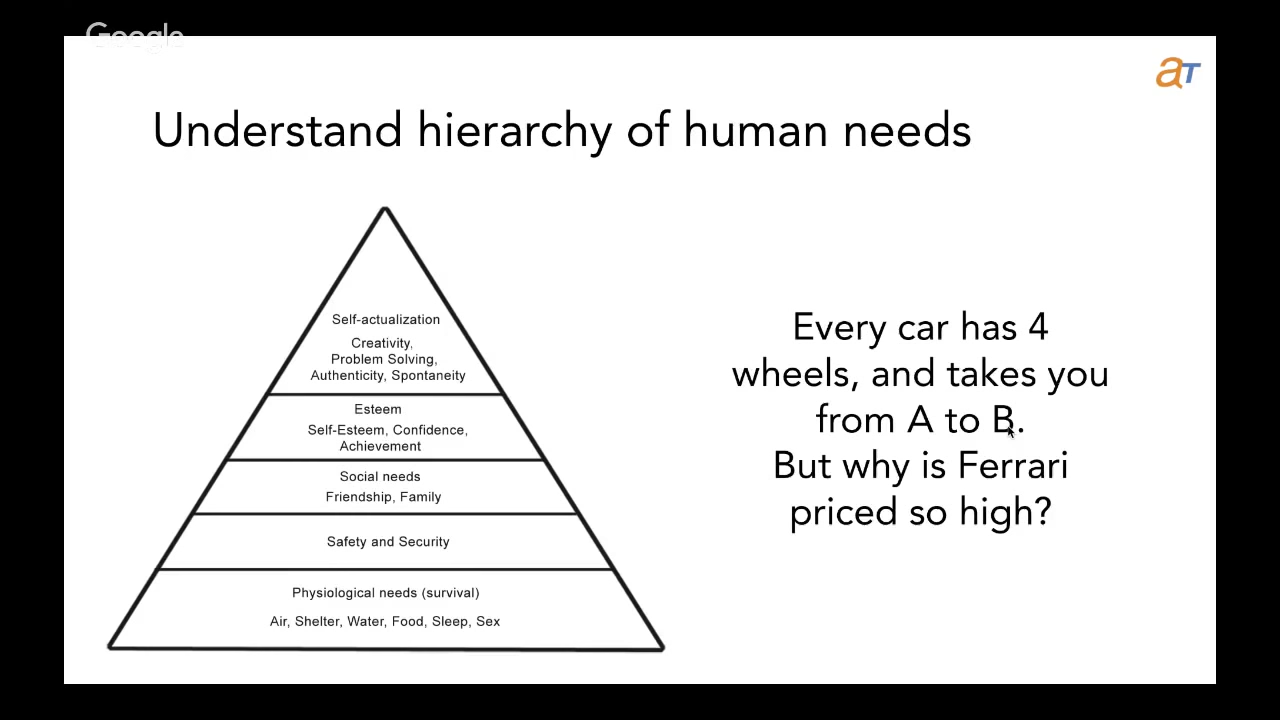 Google
aT
Understand hierarchy of human needs
Self-actualization
Creativity,
Problem Solving,
Authenticity, Spontaneity
Esteem
Self-Esteem, Confidence,
Achievement
Social needs
Friendship, Family
Safety and Security
Physiological needs (survival)
Air, Shelter, Water, Food, Sleep, Sex
Every car has 4
wheels, and takes you
from A to B.
But why is Ferrari
priced so high?